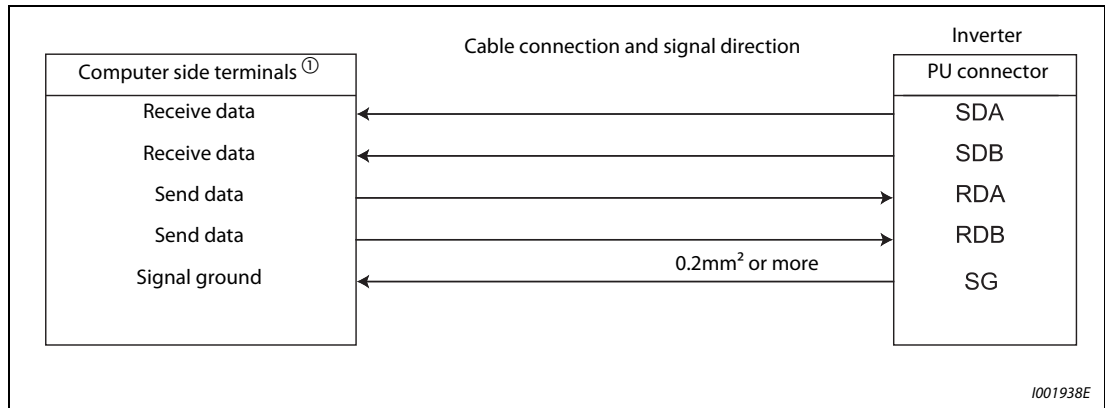 Cable connection and signal direction
Inverter
Computer side terminals ①
PU connector
Receive data
SDA
Receive data
SDB
Send data
RDA
Send data
RDB
Signal ground
0.2mm² or more
SG
I001938E